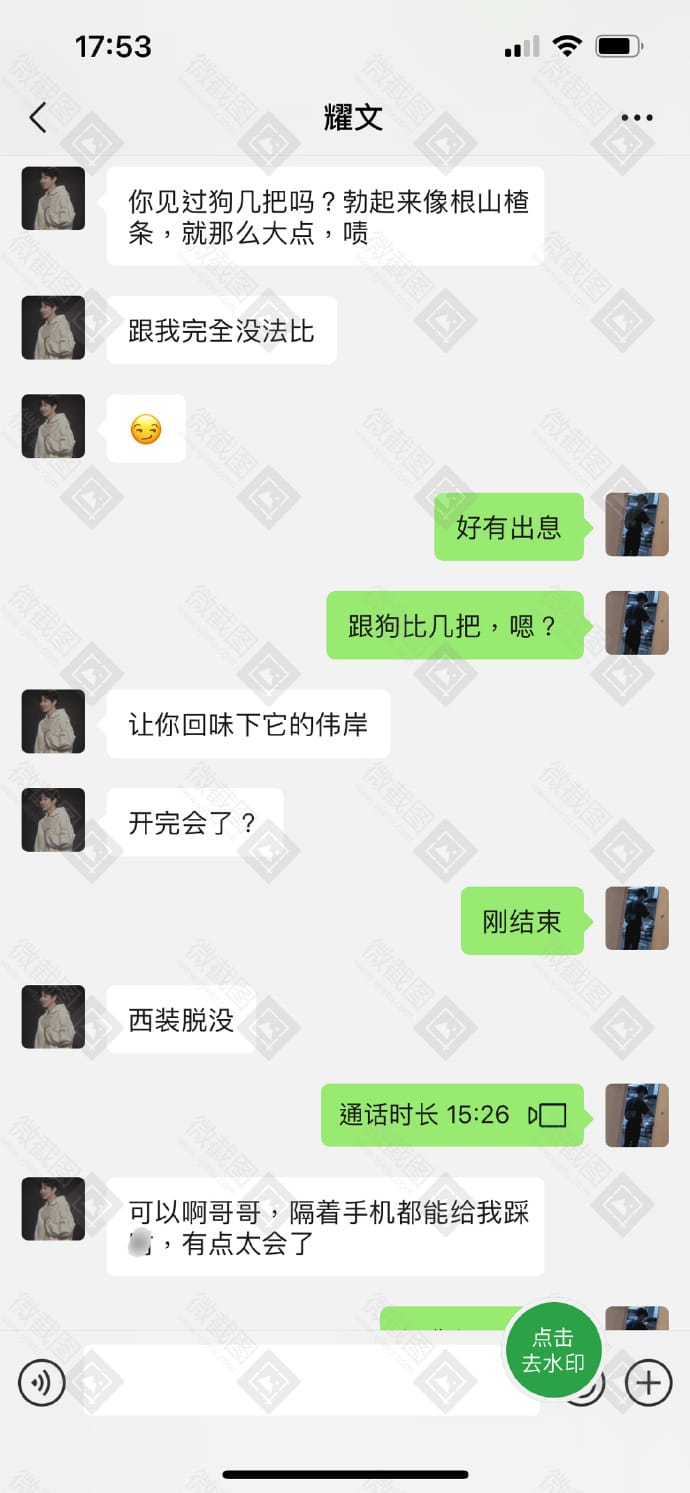 17:53
耀文
你见过狗几把吗？勃起来像根山楂
条，就那么大点，啧
跟我完全没法比
好有出息
跟狗比几把，嗯？
让你回味下它的伟岸
开完会了？
刚结束
西装脱没
通话时长 15:26
可以啊哥哥，隔着手机都能给我踩
，有点太会了
点击
去水印
微截图